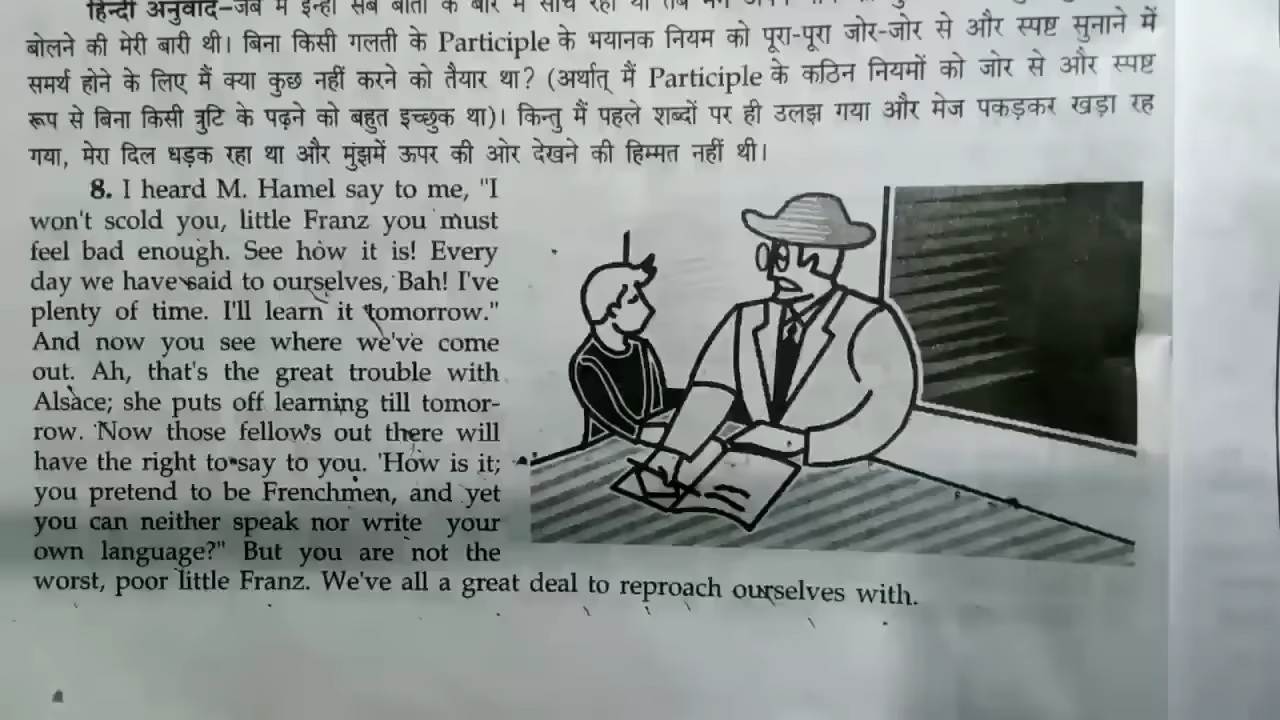 हिन्दी अनुवाद–जब मैं इन्हीं सब बातों के बारे में सोच रहा था तब मैंने
बोलने की मेरी बारी थी। बिना किसी गलती के Participle के भयानक नियम को पूरा-पूरा जोर-जोर से और स्पष्ट सुनाने में
समर्थ होने के लिए मैं क्या कुछ नहीं करने को तैयार था? (अर्थात् मैं Participle के कठिन नियमों को जोर से और स्पष्ट
रूप से बिना किसी त्रुटि के पढ़ने को बहुत इच्छुक था)। किन्तु मैं पहले शब्दों पर ही उलझ गया और मेज पकड़कर खड़ा रह
गया, मेरा दिल धड़क रहा था और मुंझमें ऊपर की ओर देखने की हिम्मत नहीं थी।
8. I heard M. Hamel say to me, "I
won't scold you, little Franz you must
feel bad enough. See how it is! Every
day we have said to ourselves, Bah! I've
plenty of time. I'll learn it tomorrow."
And now you see where we've come
out. Ah, that's the great trouble with
Alsace; she puts off learning till tomor-
row. Now those fellows out there will
have the right to say to you. 'How is it;
you pretend to be Frenchmen, and yet
you can neither speak nor write your
own language?" But you are not the
worst, poor little Franz. We've all a great deal to reproach ourselves with.